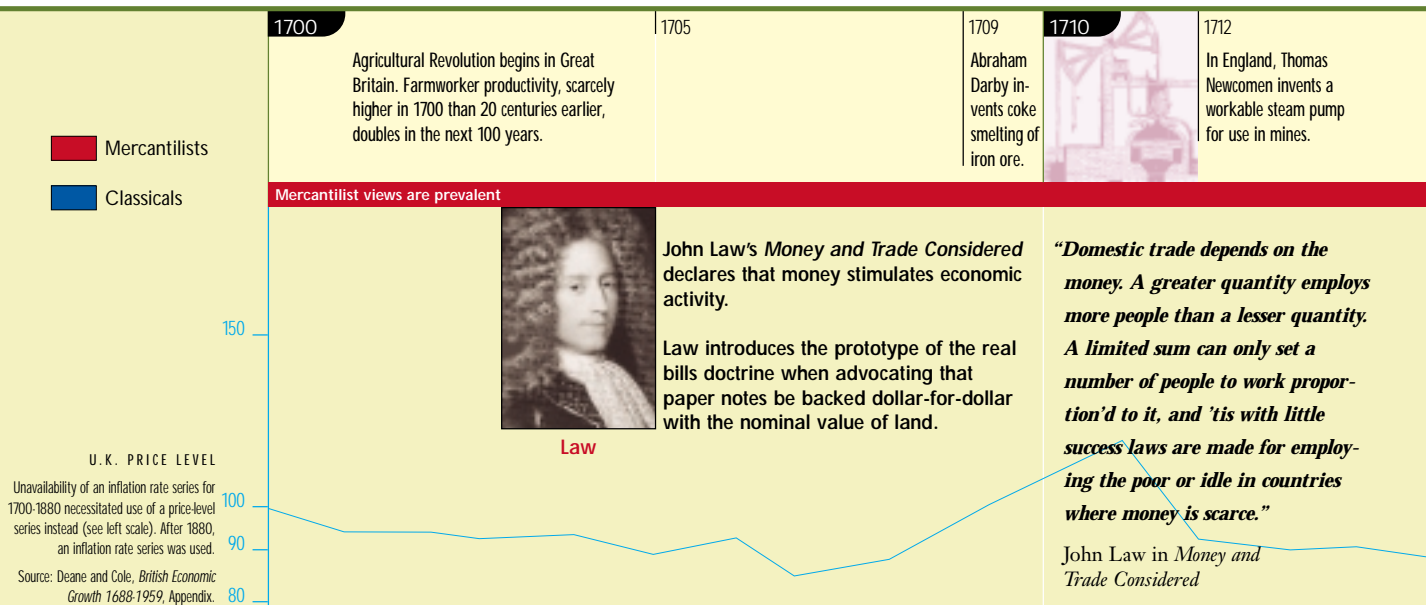 1700
1705
1709
1710
1712
Agricultural Revolution begins in Great
Britain. Farmworker productivity, scarcely
higher in 1700 than 20 centuries earlier,
doubles in the next 100 years.
Abraham
Darby in-
vents coke
smelting of
iron ore.
In England, Thomas
Newcomen invents a
workable steam pump
for use in mines.
Mercantilists
Classicals
Mercantilist views are prevalent
John Law's Money and Trade Considered
declares that money stimulates economic
activity.
Law introduces the prototype of the real
bills doctrine when advocating that
paper notes be backed dollar-for-dollar
with the nominal value of land.
Law
“Domestic trade depends on the
money. A greater quantity employs
more people than a lesser quantity.
A limited sum can only set a
number of people to work propor-
tion'd to it, and 'tis with little
success laws are made for employ-
ing the poor or idle in countries
where money is scarce.”
John Law in Money and
Trade Considered
U.K. PRICE LEVEL
Unavailability of an inflation rate series for
1700-1880 necessitated use of a price-level
series instead (see left scale). After 1880,
an inflation rate series was used.
Source: Deane and Cole, British Economic
Growth 1688-1959, Appendix.
150
100
90
80